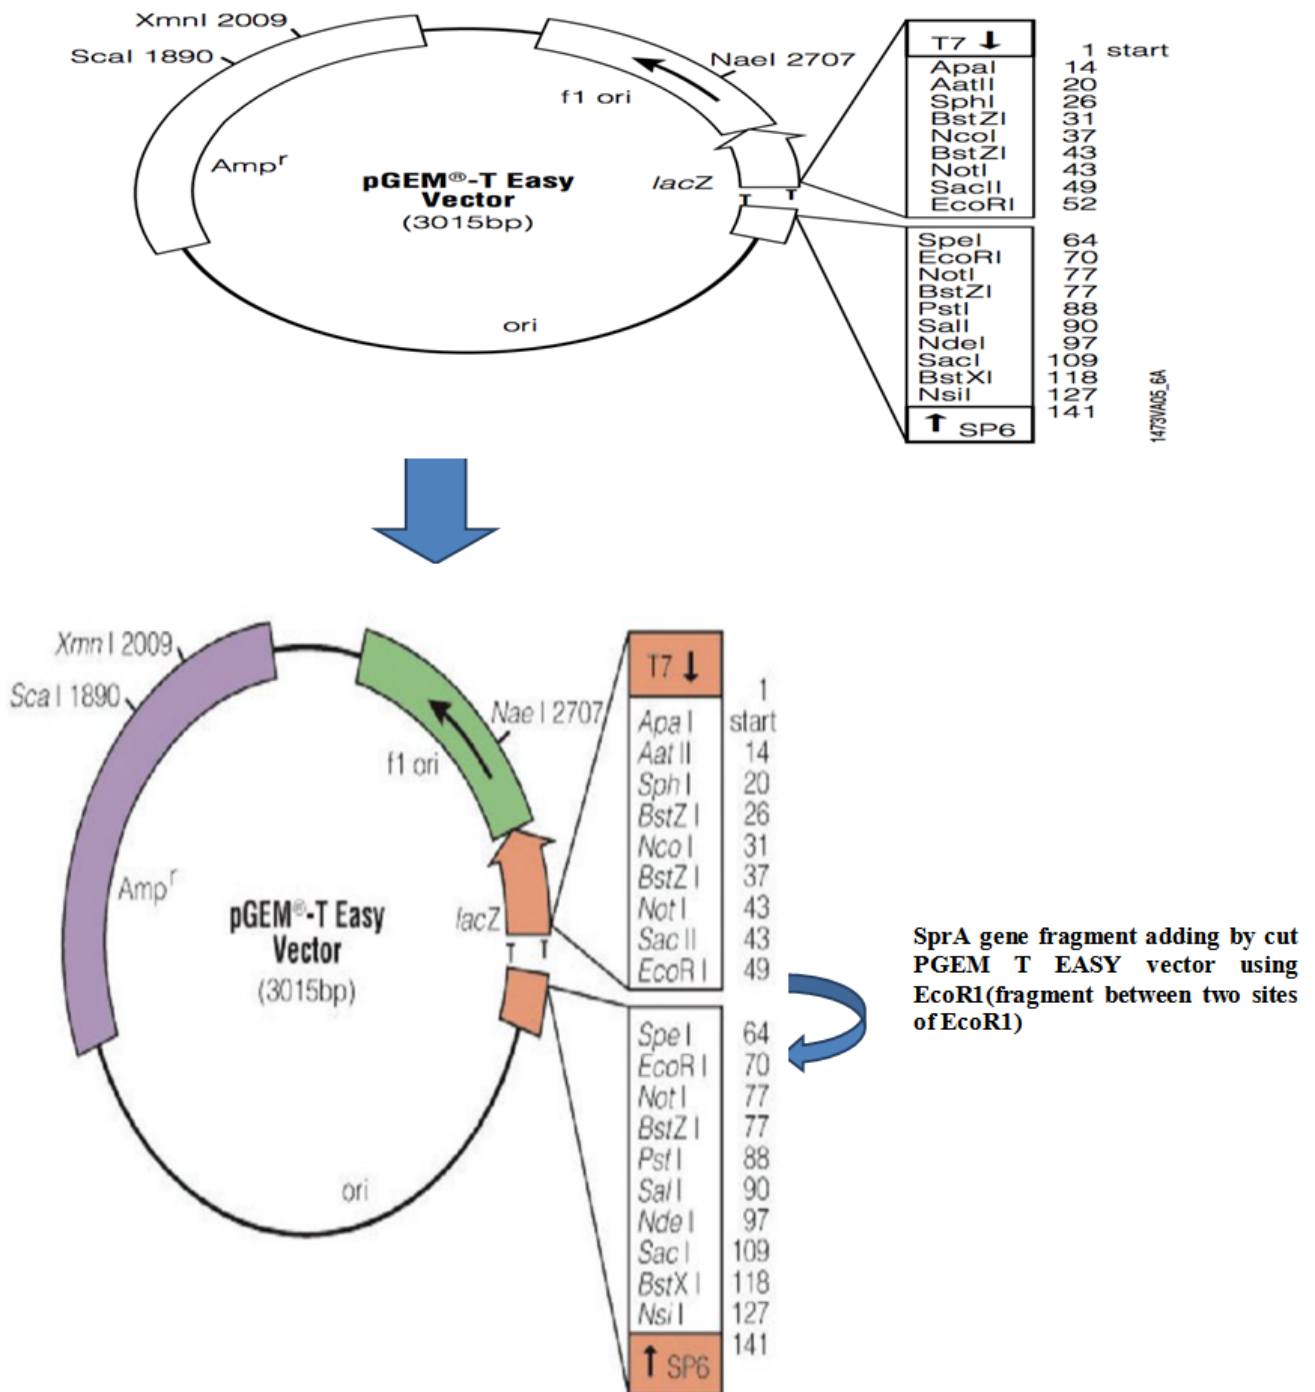 XmnI 2009
ScaI 1890
NaeI 2707
f1 ori
Ampr
pGEM®-T Easy
Vector
(3015bp)
lacZ
T T
ori
T7 ↓
1 start
ApaI 14
AatII 20
SphI 26
BstZI 31
NcoI 37
BstZI 43
NotI 43
SacII 49
EcoRI 52
SpeI 64
EcoRI 70
NotI 77
BstZI 77
PstI 88
SalI 90
NdeI 97
SacI 109
BstXI 118
NsiI 127
141
↑ SP6
1473VA05_6A
Xmn I 2009
Sca I 1890
Nae I 2707
f1 ori
Ampr
pGEM®-T Easy
Vector
(3015bp)
lacZ
T T
ori
T7 ↓
1
Apa I start
Aat II 14
Sph I 20
BstZ I 26
Nco I 31
BstZ I 37
Not I 43
Sac II 43
EcoR I 49
Spe I 64
EcoR I 70
Not I 77
BstZ I 77
Pst I 88
Sal I 90
Nde I 97
Sac I 109
BstX I 118
Nsi I 127
141
↑ SP6
SprA gene fragment adding by cut
PGEM T EASY vector using
EcoR1(fragment between two sites
of EcoR1)